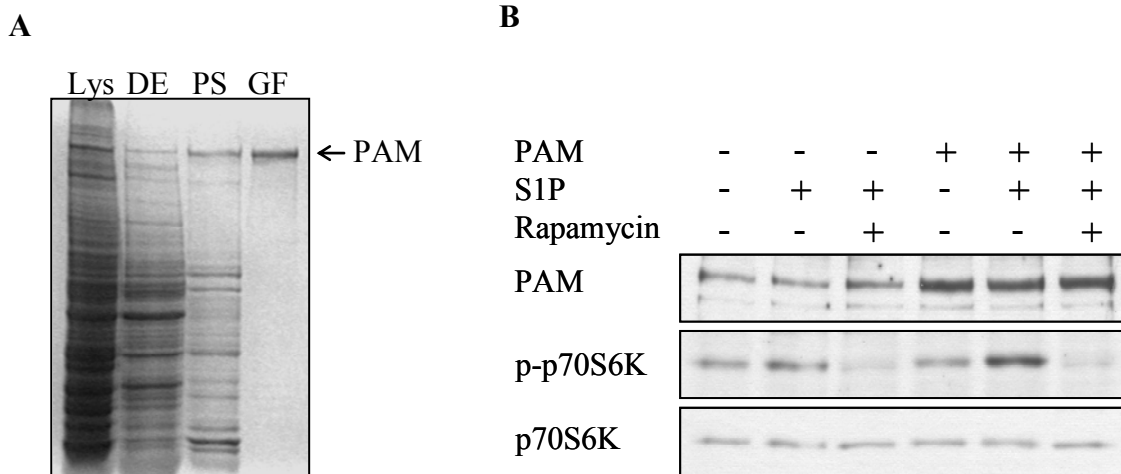 A
Lys DE PS GF
← PAM
B
PAM - - - + + +
S1P - + + - + +
Rapamycin - - + - - +
PAM
p-p70S6K
p70S6K